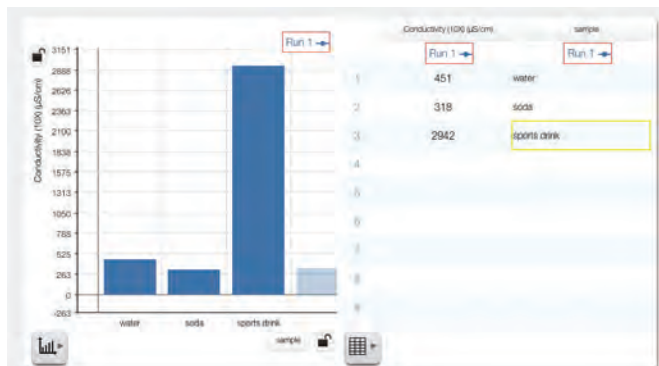 Run 1
Conductivity (10X) (µS/cm)
3151
2888
2626
2363
2100
1838
1575
1313
1050
788
525
263
0
-263
water soda sports drink
sample
Conductivity (10X) (µS/cm) sample
Run 1 Run 1
1 451 water
2 318 soda
3 2942 sports drink
4
5
6
7
8
9